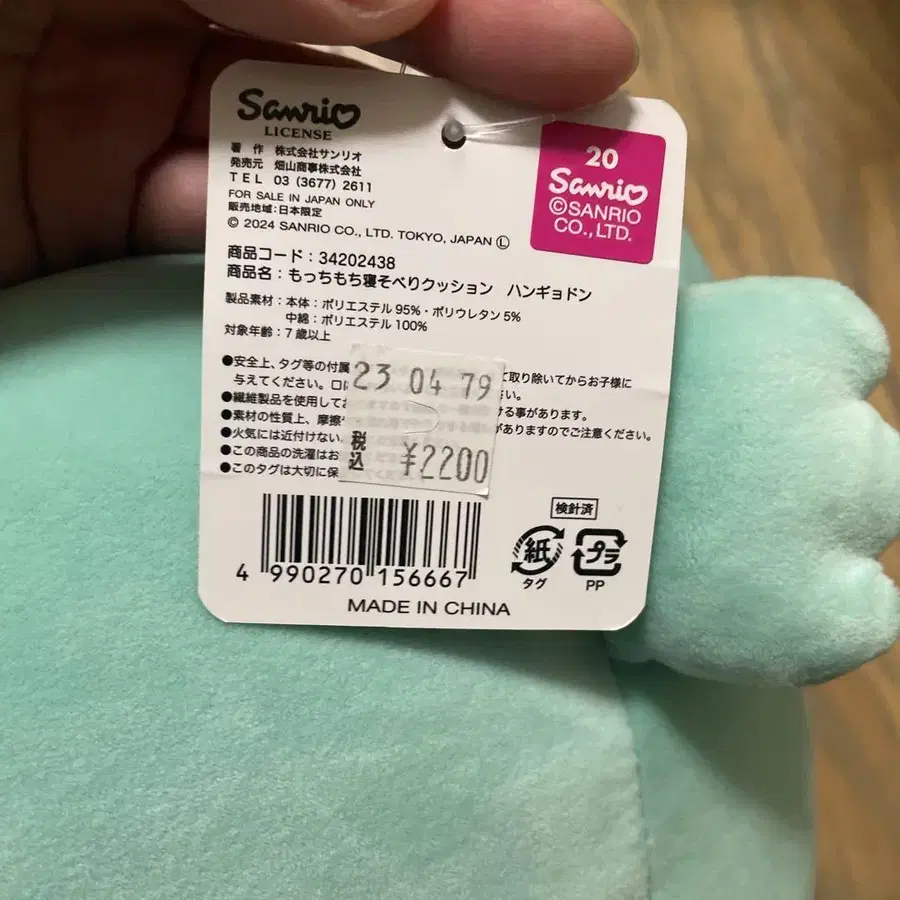 Sanrio
LICENSE
著 作 株式会社サンリオ
発売元 畑山商事株式会社
TEL 03 (3677) 2611
FOR SALE IN JAPAN ONLY
販売地域:日本限定
© 2024 SANRIO CO., LTD. TOKYO, JAPAN Ⓛ
20
Sanrio
©SANRIO
CO., LTD.
商品コード:34202438
商品名:もっちもち寝そべりクッション ハンギョドン
製品素材:本体:ポリエステル 95%・ポリウレタン 5%
中綿:ポリエステル 100%
対象年齢:7歳以上
●安全上、タグ等の付属 て取り除いてからお子様に
与えてください。口に さい。
●繊維製品を使用して ける事があります。
●素材の性質上、摩擦 がありますのでご注意ください。
●火気には近付けない
●この商品の洗濯はお
●このタグは大切に保
23 04 79
税込 ¥2200
検針済
紙
タグ
プラ
PP
4 990270 156667
MADE IN CHINA